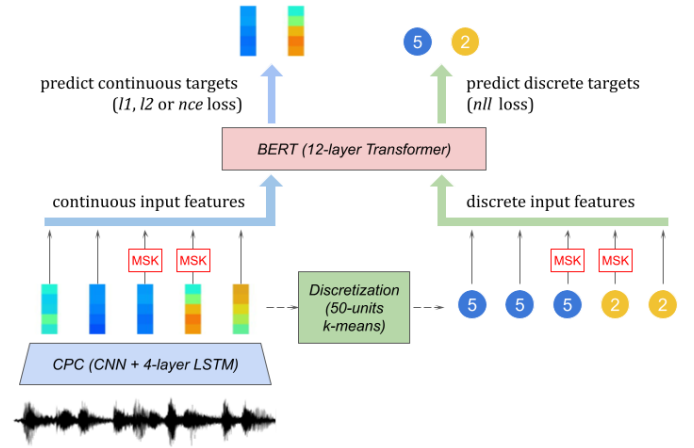 5 2
predict continuous targets
(l1, l2 or nce loss)
predict discrete targets
(nll loss)
BERT (12-layer Transformer)
continuous input features
discrete input features
MSK MSK
MSK MSK
Discretization
(50-units
k-means)
5 5 5 2 2
CPC (CNN + 4-layer LSTM)